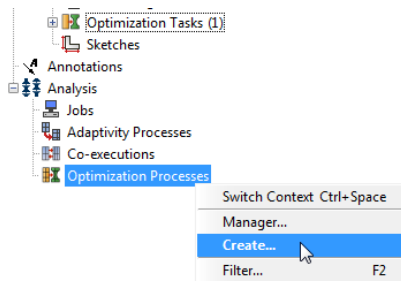 Optimization Tasks (1)
Sketches
Annotations
Analysis
Jobs
Adaptivity Processes
Co-executions
Optimization Processes
Switch Context Ctrl+Space
Manager...
Create...
Filter... F2